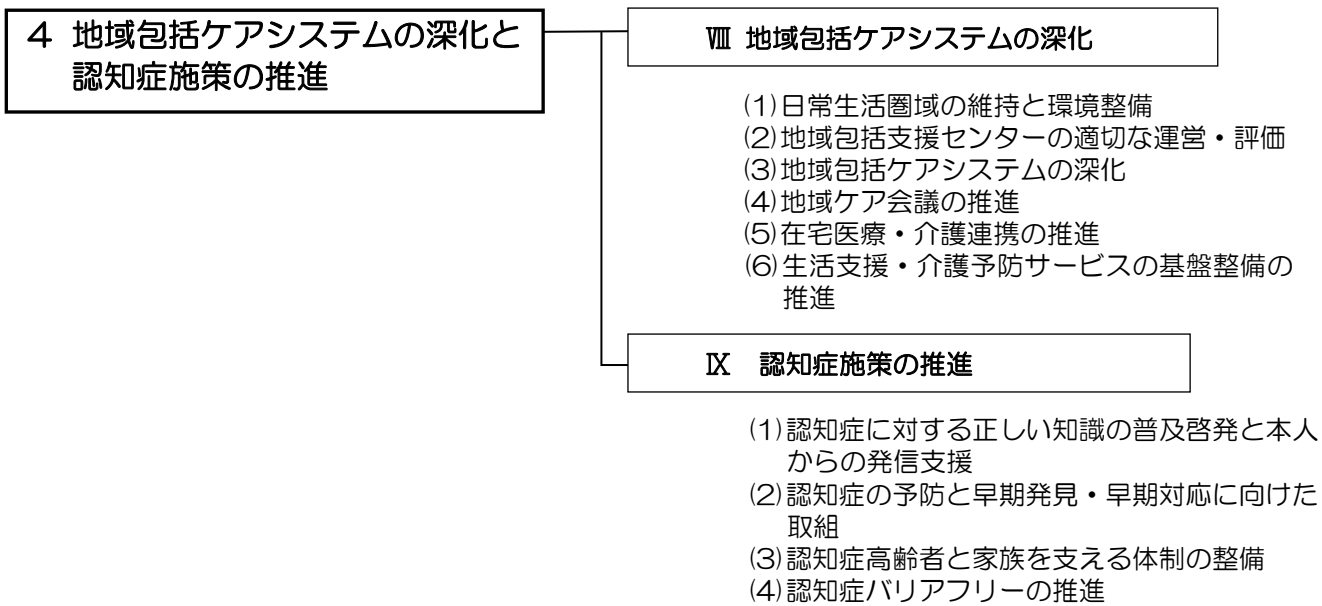 4 地域包括ケアシステムの深化と
認知症施策の推進
Ⅷ 地域包括ケアシステムの深化
(1)日常生活圏域の維持と環境整備
(2)地域包括支援センターの適切な運営・評価
(3)地域包括ケアシステムの深化
(4)地域ケア会議の推進
(5)在宅医療・介護連携の推進
(6)生活支援・介護予防サービスの基盤整備の
推進
Ⅸ 認知症施策の推進
(1)認知症に対する正しい知識の普及啓発と本人
からの発信支援
(2)認知症の予防と早期発見・早期対応に向けた
取組
(3)認知症高齢者と家族を支える体制の整備
(4)認知症バリアフリーの推進